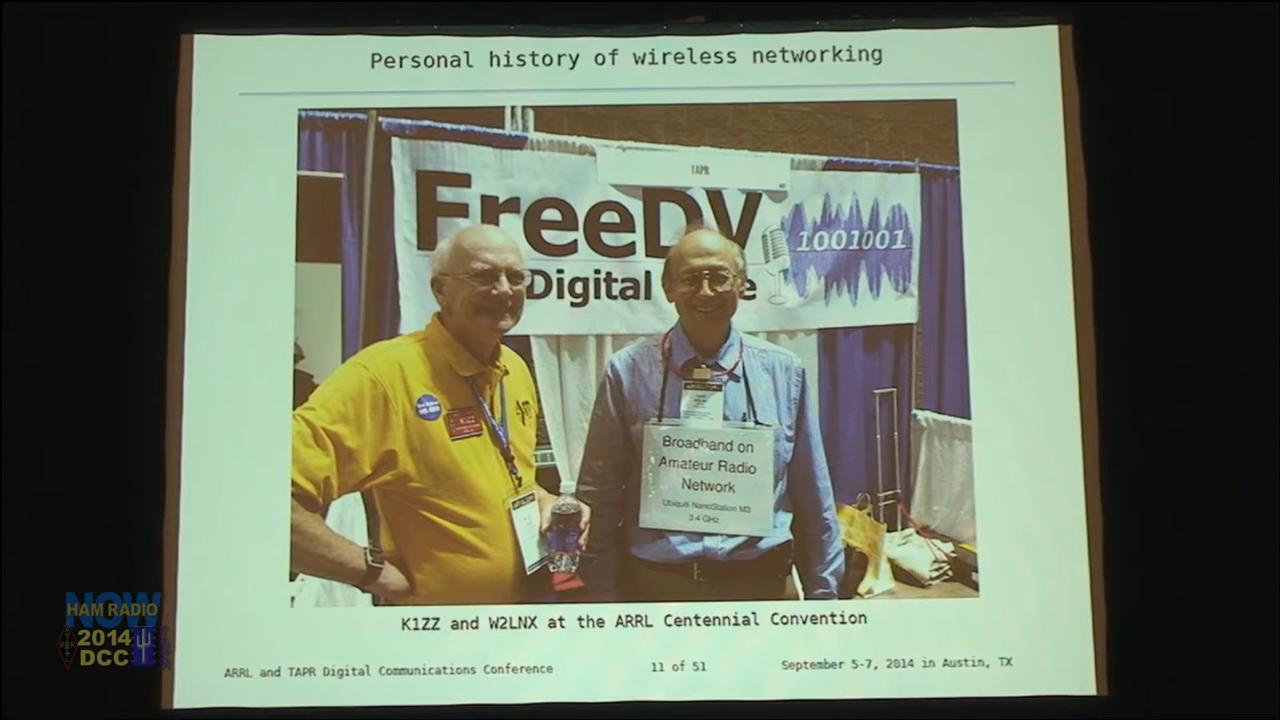 Personal history of wireless networking
TAPR
FreeDV
Digital
1001001
K1ZZ
Broadband on
Amateur Radio
Network
Ubiquiti NanoStation M3
3.4 GHz
K1ZZ and W2LNX at the ARRL Centennial Convention
ARRL and TAPR Digital Communications Conference
11 of 51
September 5-7, 2014 in Austin, TX
NOW
HAM RADIO
2014
DCC